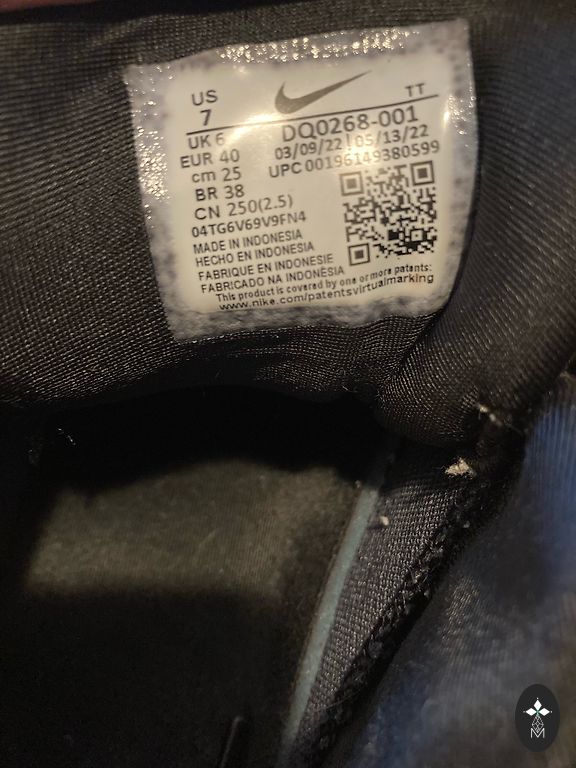 US
7
TT
UK 6
DQ0268-001
EUR 40
03/09/22 | 05/13/22
cm 25
UPC 00196149380599
BR 38
CN 250(2.5)
04TG6V69V9FN4
MADE IN INDONESIA
HECHO EN INDONESIA
FABRIQUE EN INDONESIE
FABRICADO NA INDONÉSIA
This product is covered by one or more patents:
www.nike.com/patentsvirtualmarking
M